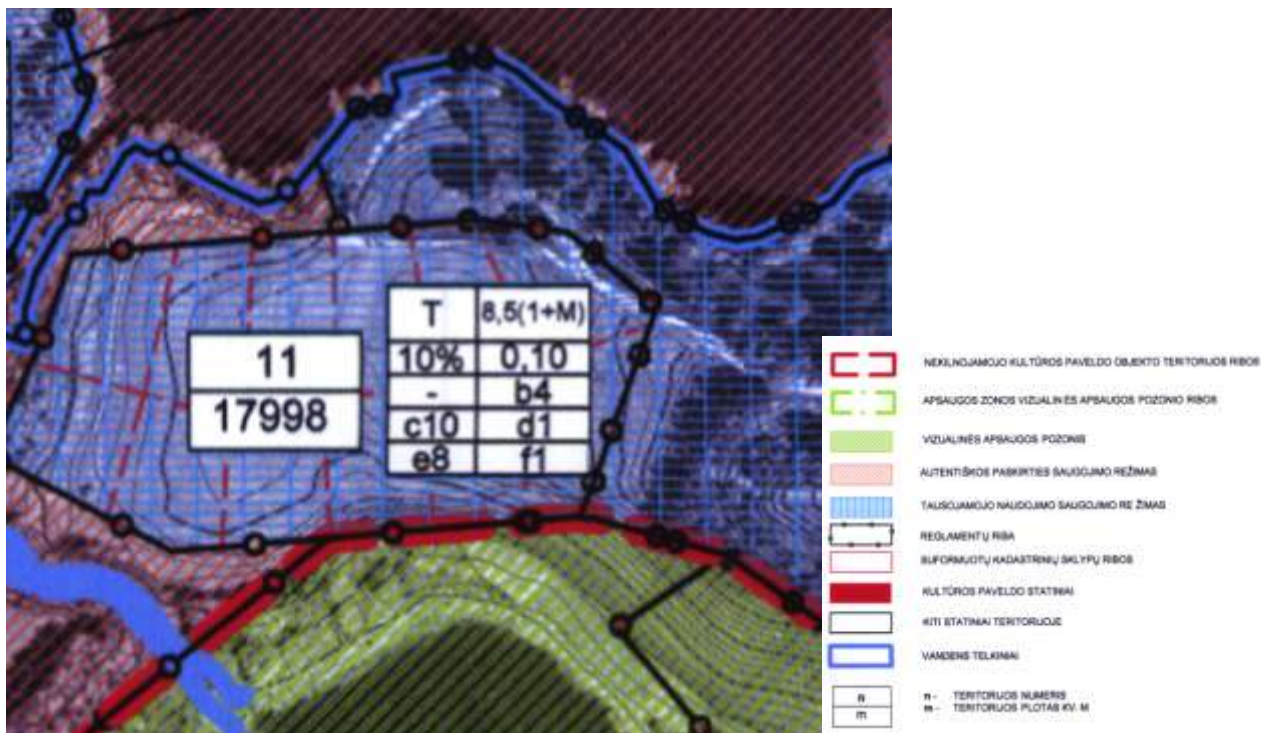 11
17998
T 8,5(1+M)
10% 0,10
- b4
c10 d1
e8 f1
NEKILNOJAMOJO KULTŪROS PAVELDO OBJEKTO TERITORIJOS RIBOS
APSAUGOS ZONOS VIZUALINĖS APSAUGOS POZONIO RIBOS
VIZUALINĖS APSAUGOS POZONIS
AUTENTIŠKOS PASKIRTIES SAUGOJIMO REŽIMAS
TAUSOJAMOJO NAUDOJIMO SAUGOJIMO RE ŽIMAS
REGLAMENTŲ RIBA
SUFORMUOTŲ KADASTRINIŲ SKLYPŲ RIBOS
KULTŪROS PAVELDO STATINIAI
KITI STATINIAI TERITORIJOJE
VANDENS TELKINIAI
n
m
n - TERITORIJOS NUMERIS
m - TERITORIJOS PLOTAS KV. M